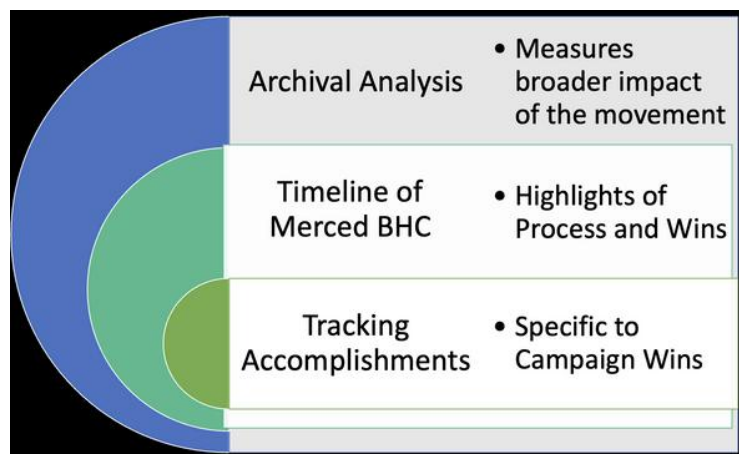 Archival Analysis
• Measures
broader impact
of the movement
Timeline of
Merced BHC
• Highlights of
Process and Wins
Tracking
Accomplishments
• Specific to
Campaign Wins